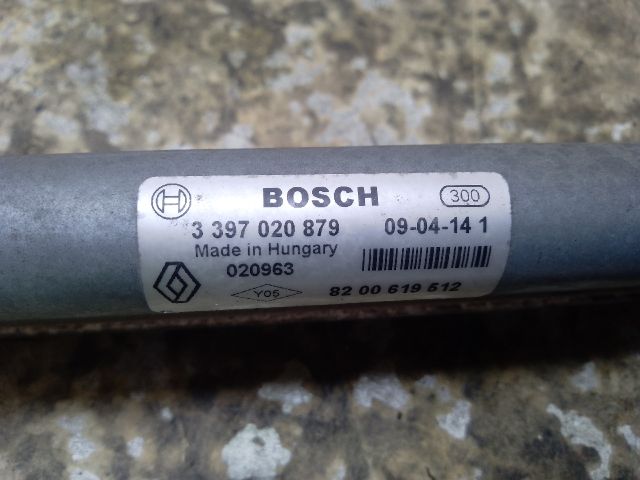 BOSCH 300
3 397 020 879 09-04-14 1
Made in Hungary
020963
Y05 82 00 619 512